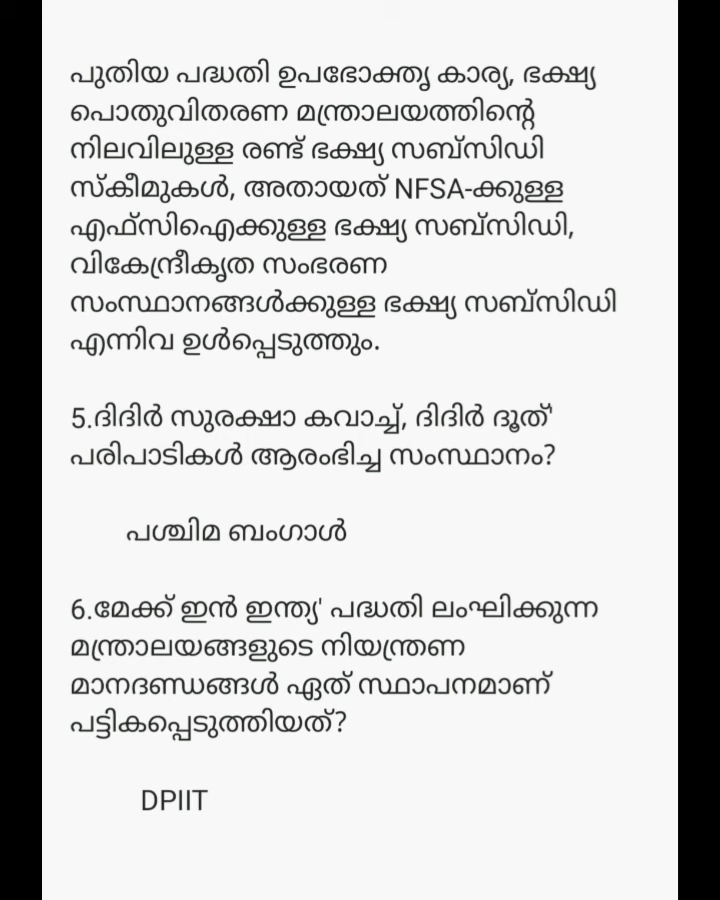 പുതിയ പദ്ധതി ഉപഭോക്തൃ കാര്യ, ഭക്ഷ്യ
പൊതുവിതരണ മന്ത്രാലയത്തിന്റെ
നിലവിലുള്ള രണ്ട് ഭക്ഷ്യ സബ്സിഡി
സ്കീമുകൾ, അതായത് NFSA-ക്കുള്ള
എഫ്സിഐക്കുള്ള ഭക്ഷ്യ സബ്സിഡി,
വികേന്ദ്രീകൃത സംഭരണ
സംസ്ഥാനങ്ങൾക്കുള്ള ഭക്ഷ്യ സബ്സിഡി
എന്നിവ ഉൾപ്പെടുത്തും.
5.ദിദിർ സുരക്ഷാ കവാച്ച്, ദിദിർ ദൂത്'
പരിപാടികൾ ആരംഭിച്ച സംസ്ഥാനം?
പശ്ചിമ ബംഗാൾ
6.മേക്ക് ഇൻ ഇന്ത്യ' പദ്ധതി ലംഘിക്കുന്ന
മന്ത്രാലയങ്ങളുടെ നിയന്ത്രണ
മാനദണ്ഡങ്ങൾ ഏത് സ്ഥാപനമാണ്
പട്ടികപ്പെടുത്തിയത്?
DPIIT